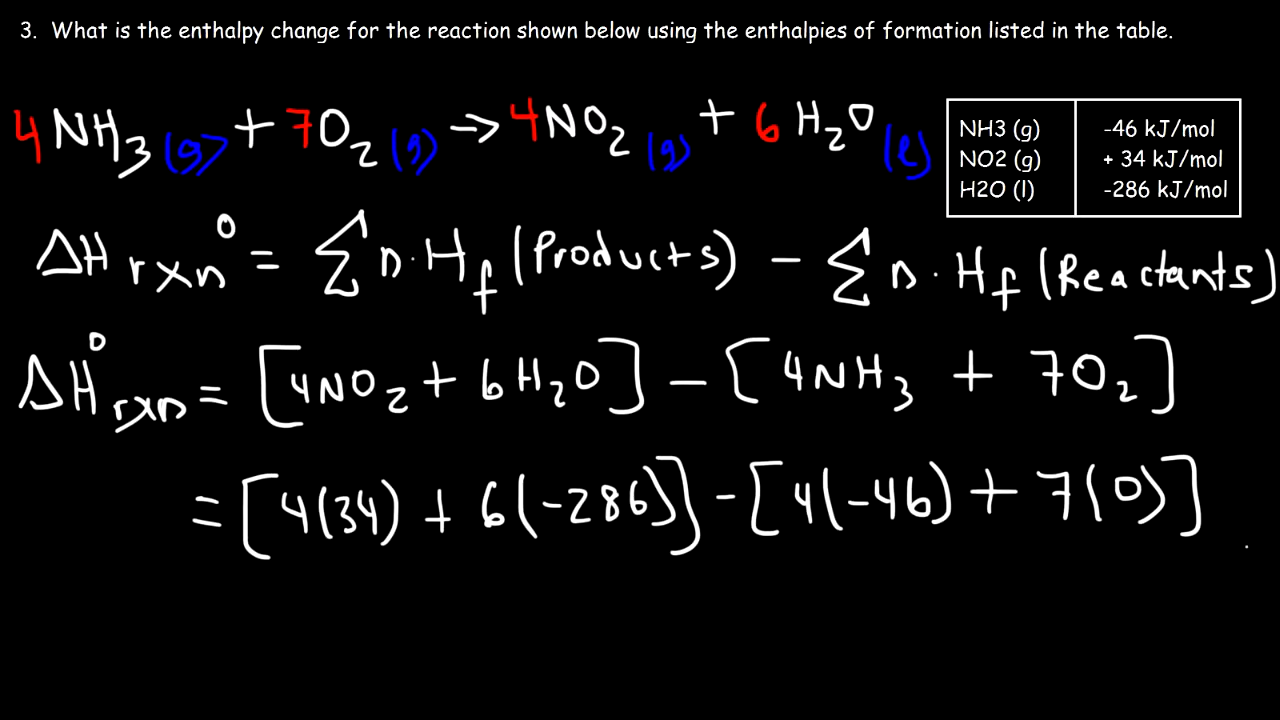 3. What is the enthalpy change for the reaction shown below using the enthalpies of formation listed in the table.
4NH₃(g) + 7O₂(g) → 4NO₂(g) + 6H₂O(l)
NH3 (g) -46 kJ/mol
NO2 (g) + 34 kJ/mol
H2O (l) -286 kJ/mol
ΔHrxn° = Σn·Hf(Products) - Σn·Hf(Reactants)
ΔH°rxn = [4NO₂ + 6H₂O] - [4NH₃ + 7O₂]
= [4(34) + 6(-286)] - [4(-46) + 7(0)]